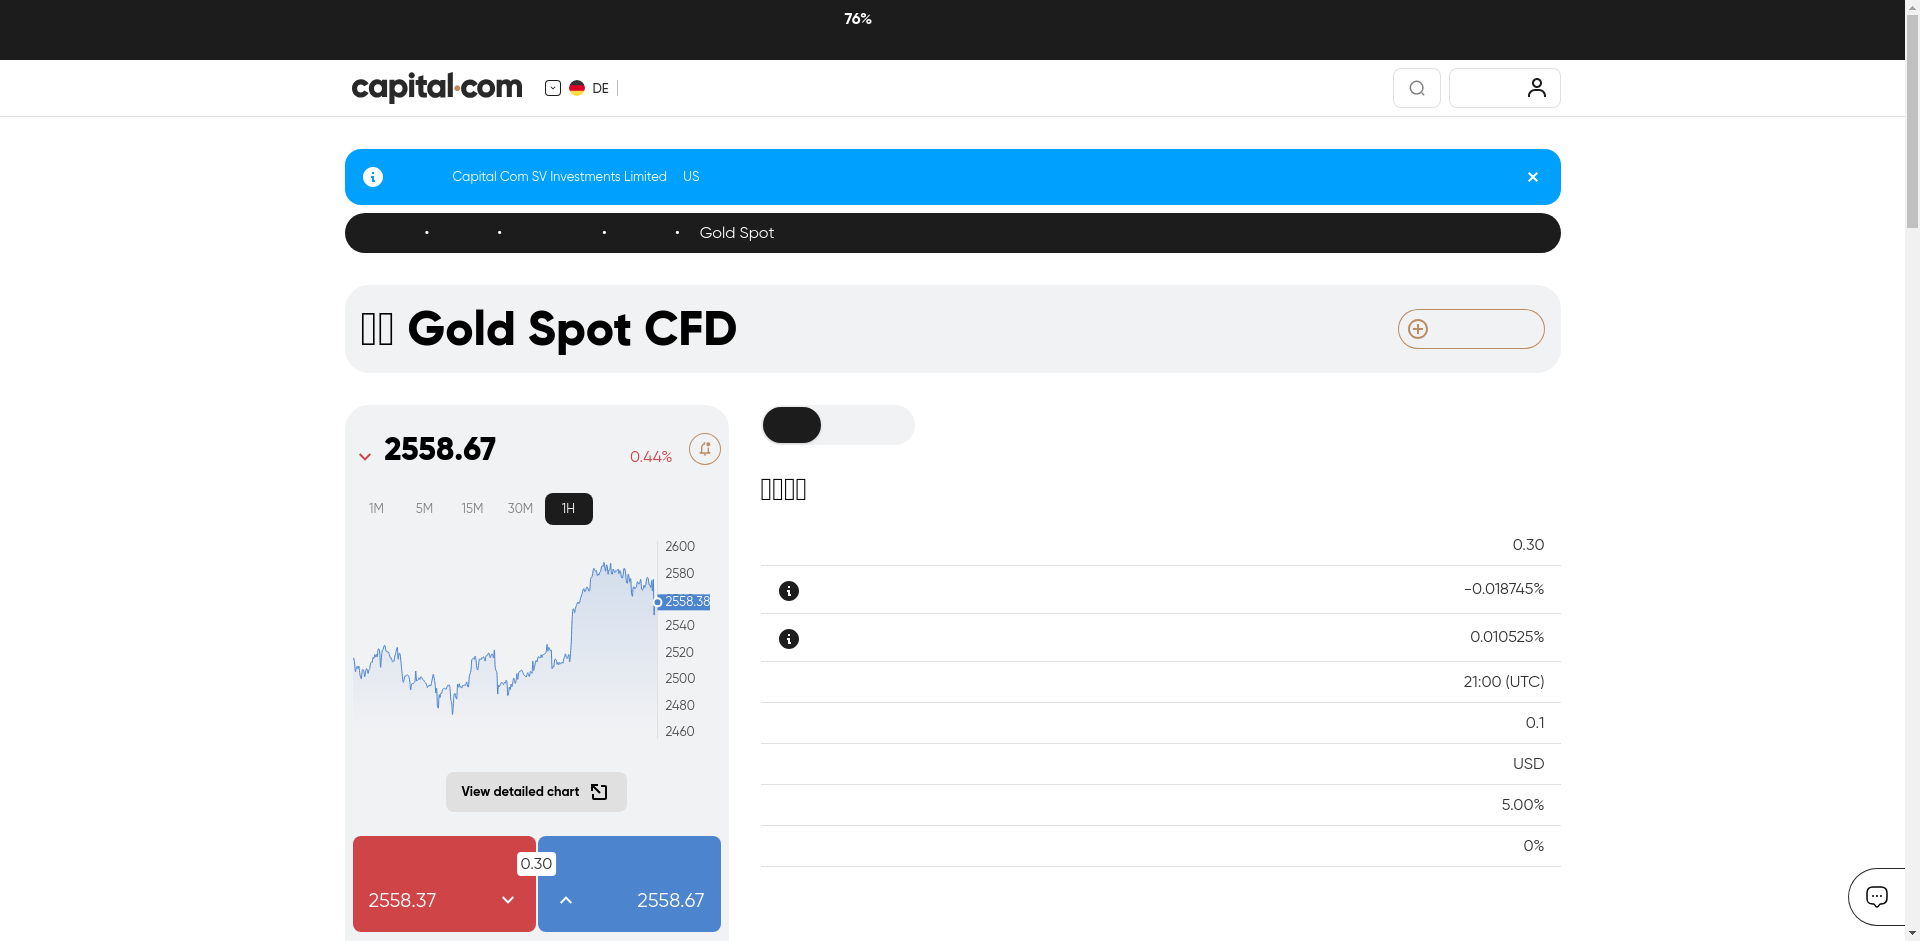 76%
capital.com
DE
Capital Com SV Investments Limited US
Gold Spot
Gold Spot CFD
2558.67
0.44%
1M 5M 15M 30M 1H
2600
2580
2558.38
2540
2520
2500
2480
2460
View detailed chart
0.30
2558.37
2558.67
0.30
-0.018745%
0.010525%
21:00 (UTC)
0.1
USD
5.00%
0%